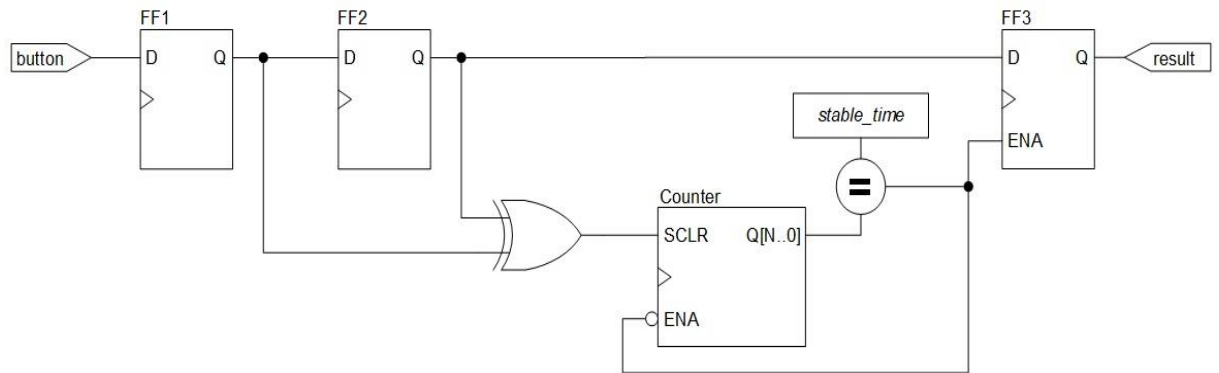 FF1
FF2
FF3
button
D Q
D Q
D Q
result
stable_time
ENA
=
Counter
SCLR Q[N..0]
ENA